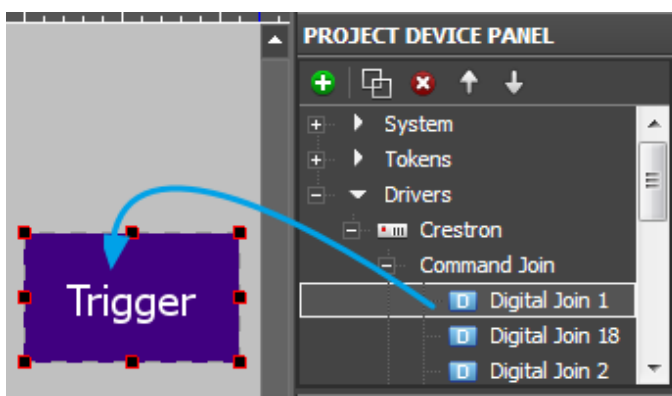 PROJECT DEVICE PANEL
System
Tokens
Drivers
Crestron
Command Join
D Digital Join 1
D Digital Join 18
D Digital Join 2
Trigger